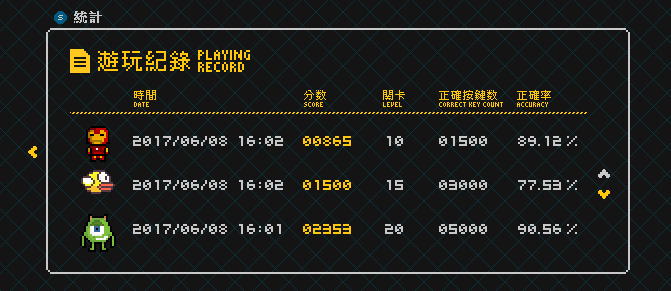 S 統計
遊玩紀錄 PLAYING RECORD
時間 分數 關卡 正確按鍵數 正確率
DATE SCORE LEVEL CORRECT KEY COUNT ACCURACY
2017/06/08 16:02 00865 10 01500 89.12%
2017/06/08 16:02 01500 15 03000 77.53%
2017/06/08 16:01 02353 20 05000 90.56%